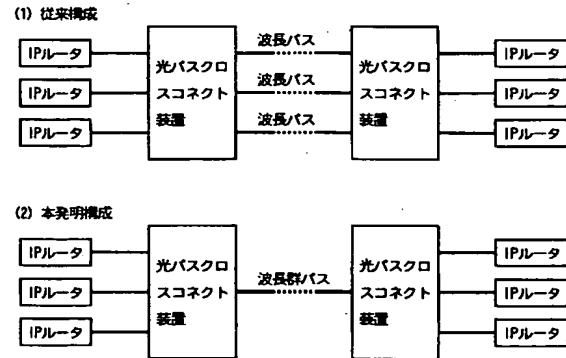 (1) 従来構成
IPルータ
IPルータ
IPルータ
光パスクロ
スコネクト
装置
波長パス
波長パス
波長パス
光パスクロ
スコネクト
装置
IPルータ
IPルータ
IPルータ
(2) 本発明構成
IPルータ
IPルータ
IPルータ
光パスクロ
スコネクト
装置
波長群パス
光パスクロ
スコネクト
装置
IPルータ
IPルータ
IPルータ